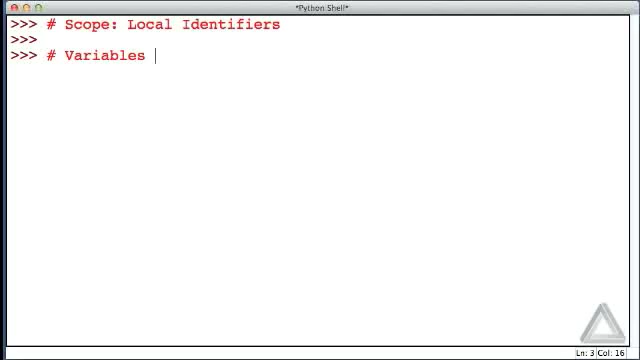 *Python Shell*
>>> # Scope: Local Identifiers
>>>
>>> # Variables
Ln: 3 Col: 16